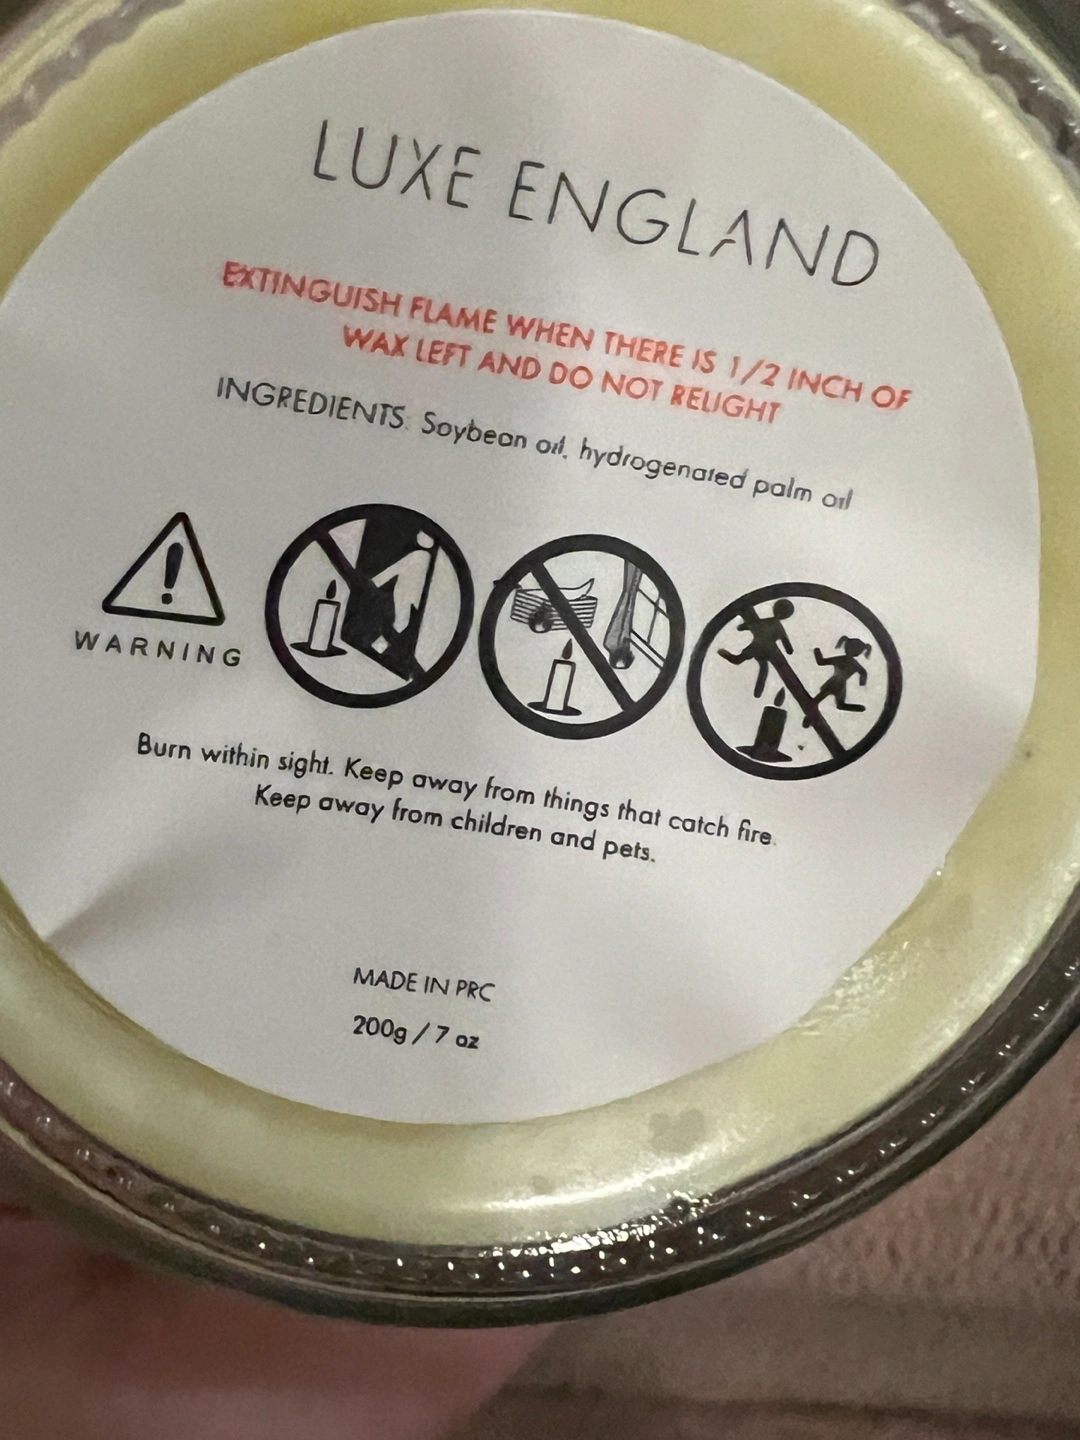 LUXE ENGLAND
EXTINGUISH FLAME WHEN THERE IS 1/2 INCH OF
WAX LEFT AND DO NOT RELIGHT
INGREDIENTS: Soybean oil, hydrogenated palm oil
WARNING
Burn within sight. Keep away from things that catch fire.
Keep away from children and pets.
MADE IN PRC
200g / 7 oz